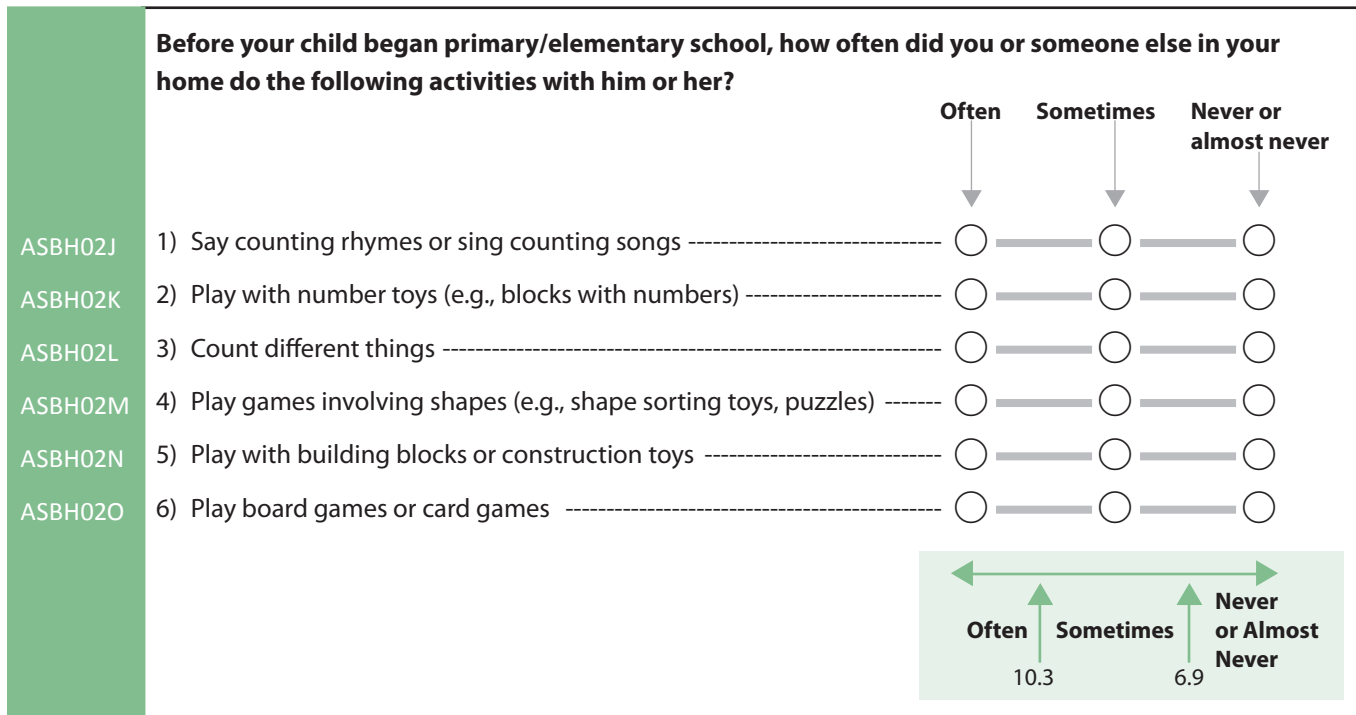 Before your child began primary/elementary school, how often did you or someone else in your
home do the following activities with him or her?
Often Sometimes Never or
almost never
ASBH02J 1) Say counting rhymes or sing counting songs
ASBH02K 2) Play with number toys (e.g., blocks with numbers)
ASBH02L 3) Count different things
ASBH02M 4) Play games involving shapes (e.g., shape sorting toys, puzzles)
ASBH02N 5) Play with building blocks or construction toys
ASBH02O 6) Play board games or card games
Never
Often Sometimes or Almost
Never
10.3 6.9